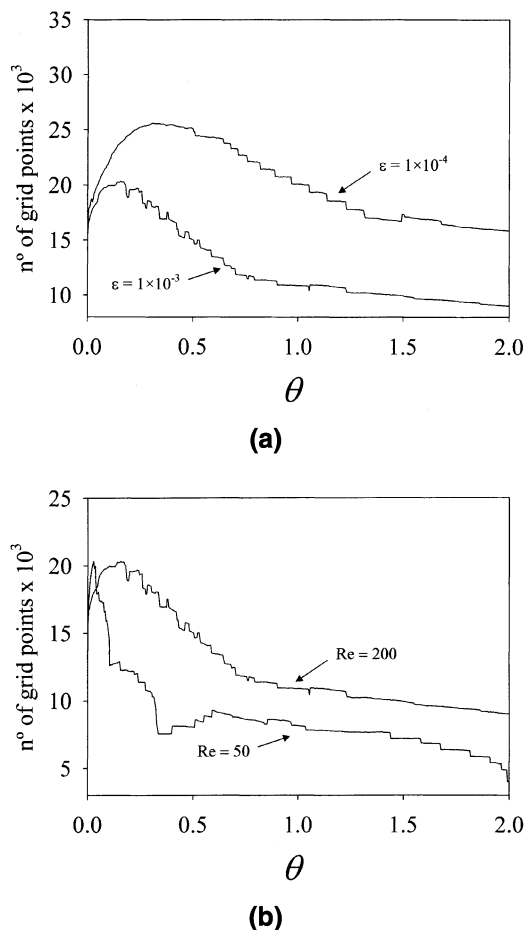 35
30
25
20
15
10
nº of grid points x 10³
ε = 1×10⁻⁴
ε = 1×10⁻³
0.0 0.5 1.0 1.5 2.0
θ
(a)
25
20
15
10
5
nº of grid points x 10³
Re = 200
Re = 50
0.0 0.5 1.0 1.5 2.0
θ
(b)